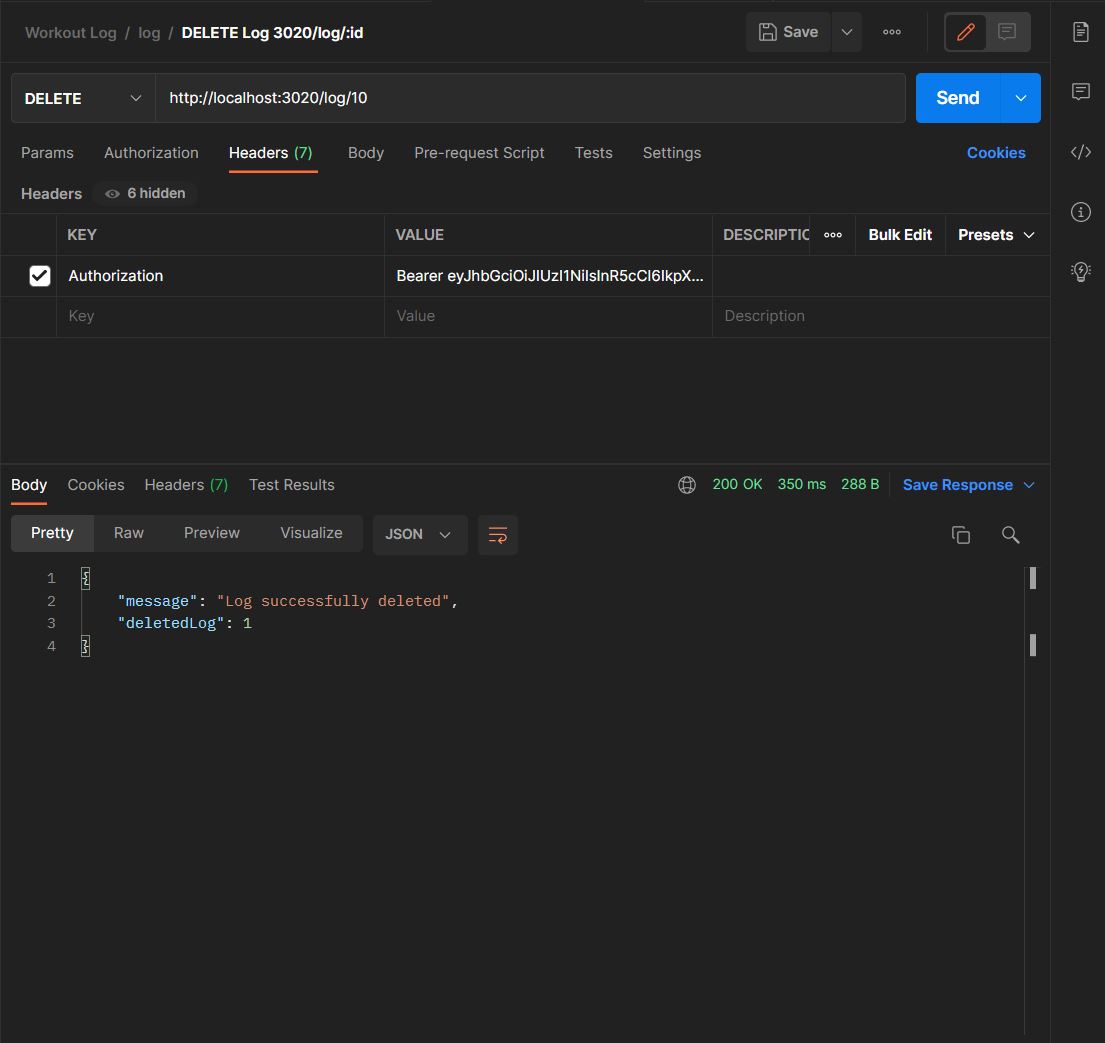 Workout Log / log / DELETE Log 3020/log/:id
Save
DELETE
http://localhost:3020/log/10
Send
Params Authorization Headers (7) Body Pre-request Script Tests Settings Cookies
Headers 6 hidden
KEY VALUE DESCRIPTIO Bulk Edit Presets
Authorization Bearer eyJhbGciOiJIUzI1NiIsInR5cCI6IkpX...
Key Value Description
Body Cookies Headers (7) Test Results 200 OK 350 ms 288 B Save Response
Pretty Raw Preview Visualize JSON
1 {
2 "message": "Log successfully deleted",
3 "deletedLog": 1
4 }